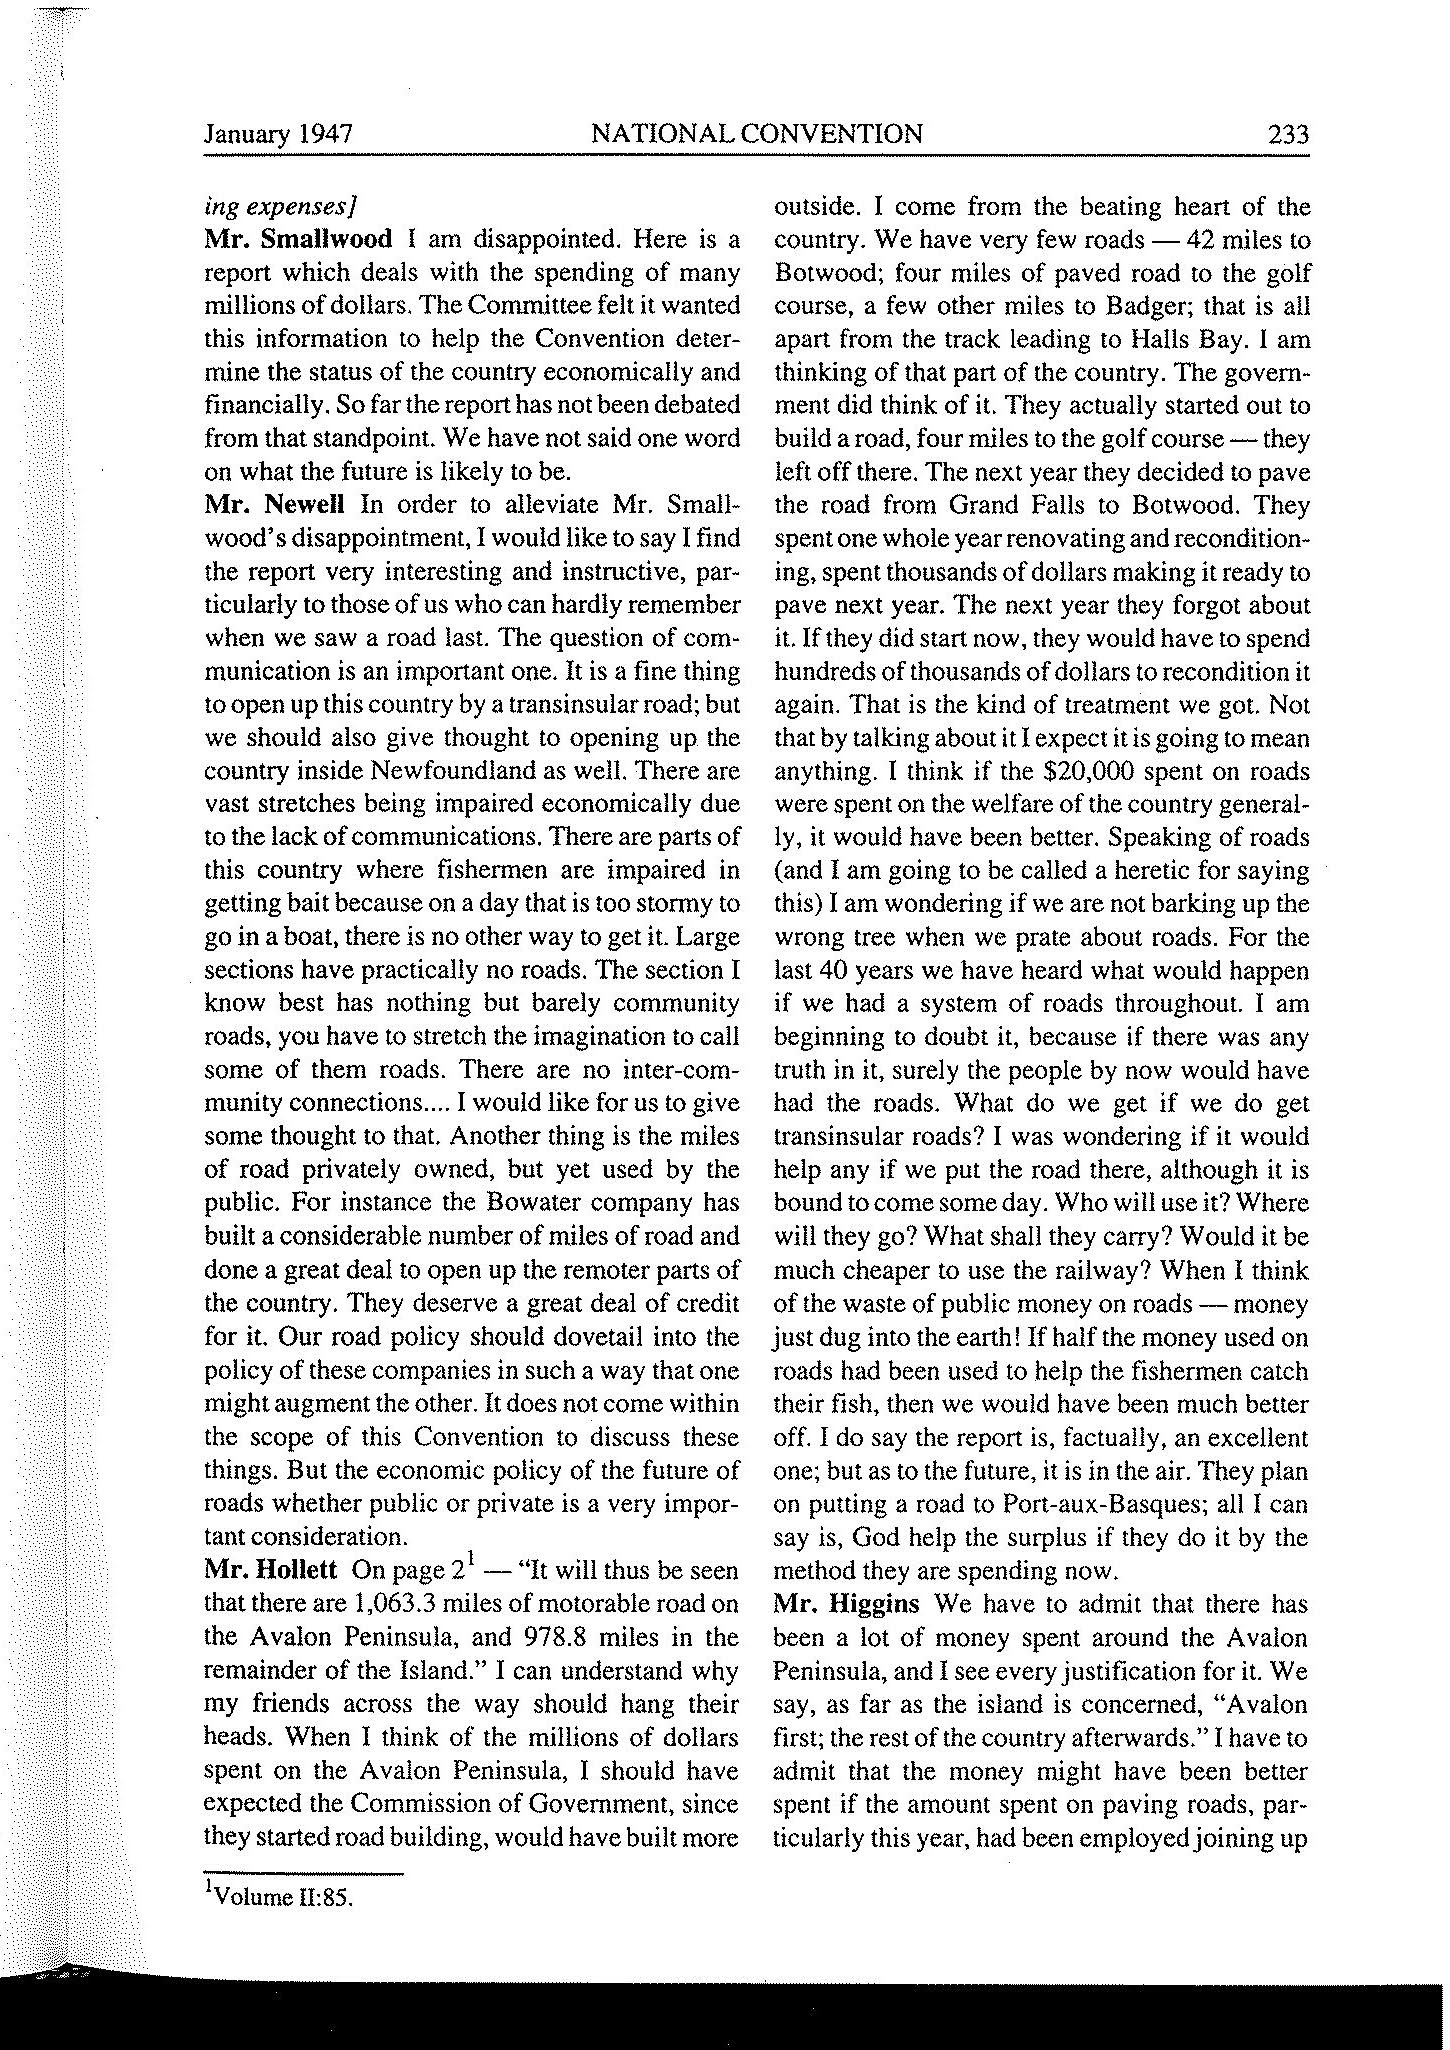 January 1947 NATIONAL CONVENTION 233
ing expenses]
Mr. Smallwood I am disappointed. Here is a
report which deals with the spending of many
millions of dollars. The Committee felt it wanted
this information to help the Convention deter-
mine the status of the country economically and
financially. So far the report has not been debated
from that standpoint. We have not said one word
on what the future is likely to be.
Mr. Newell In order to alleviate Mr. Small-
wood's disappointment, I would like to say I find
the report very interesting and instructive, par-
ticularly to those of us who can hardly remember
when we saw a road last. The question of com-
munication is an important one. It is a fine thing
to open up this country by a transinsular road; but
we should also give thought to opening up the
country inside Newfoundland as well. There are
vast stretches being impaired economically due
to the lack of communications. There are parts of
this country where fishermen are impaired in
getting bait because on a day that is too stormy to
go in a boat, there is no other way to get it. Large
sections have practically no roads. The section I
know best has nothing but barely community
roads, you have to stretch the imagination to call
some of them roads. There are no inter-com-
munity connections.... I would like for us to give
some thought to that. Another thing is the miles
of road privately owned, but yet used by the
public. For instance the Bowater company has
built a considerable number of miles of road and
done a great deal to open up the remoter parts of
the country. They deserve a great deal of credit
for it. Our road policy should dovetail into the
policy of these companies in such a way that one
might augment the other. It does not come within
the scope of this Convention to discuss these
things. But the economic policy of the future of
roads whether public or private is a very impor-
tant consideration.
Mr. Hollett On page 2¹ — "It will thus be seen
that there are 1,063.3 miles of motorable road on
the Avalon Peninsula, and 978.8 miles in the
remainder of the Island." I can understand why
my friends across the way should hang their
heads. When I think of the millions of dollars
spent on the Avalon Peninsula, I should have
expected the Commission of Government, since
they started road building, would have built more
¹Volume II:85.
outside. I come from the beating heart of the
country. We have very few roads — 42 miles to
Botwood; four miles of paved road to the golf
course, a few other miles to Badger; that is all
apart from the track leading to Halls Bay. I am
thinking of that part of the country. The govern-
ment did think of it. They actually started out to
build a road, four miles to the golf course — they
left off there. The next year they decided to pave
the road from Grand Falls to Botwood. They
spent one whole year renovating and recondition-
ing, spent thousands of dollars making it ready to
pave next year. The next year they forgot about
it. If they did start now, they would have to spend
hundreds of thousands of dollars to recondition it
again. That is the kind of treatment we got. Not
that by talking about it I expect it is going to mean
anything. I think if the $20,000 spent on roads
were spent on the welfare of the country general-
ly, it would have been better. Speaking of roads
(and I am going to be called a heretic for saying
this) I am wondering if we are not barking up the
wrong tree when we prate about roads. For the
last 40 years we have heard what would happen
if we had a system of roads throughout. I am
beginning to doubt it, because if there was any
truth in it, surely the people by now would have
had the roads. What do we get if we do get
transinsular roads? I was wondering if it would
help any if we put the road there, although it is
bound to come some day. Who will use it? Where
will they go? What shall they carry? Would it be
much cheaper to use the railway? When I think
of the waste of public money on roads — money
just dug into the earth! If half the money used on
roads had been used to help the fishermen catch
their fish, then we would have been much better
off. I do say the report is, factually, an excellent
one; but as to the future, it is in the air. They plan
on putting a road to Port-aux-Basques; all I can
say is, God help the surplus if they do it by the
method they are spending now.
Mr. Higgins We have to admit that there has
been a lot of money spent around the Avalon
Peninsula, and I see every justification for it. We
say, as far as the island is concerned, "Avalon
first; the rest of the country afterwards." I have to
admit that the money might have been better
spent if the amount spent on paving roads, par-
ticularly this year, had been employed joining up